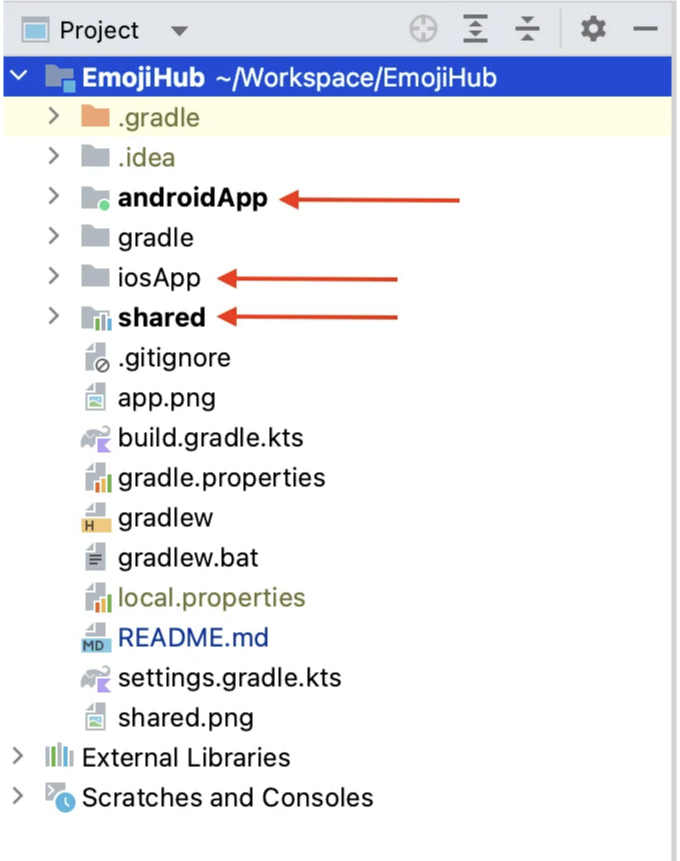 Project
EmojiHub ~/Workspace/EmojiHub
.gradle
.idea
androidApp
gradle
iosApp
shared
.gitignore
app.png
build.gradle.kts
gradle.properties
H gradlew
gradlew.bat
local.properties
MD README.md
settings.gradle.kts
shared.png
External Libraries
Scratches and Consoles